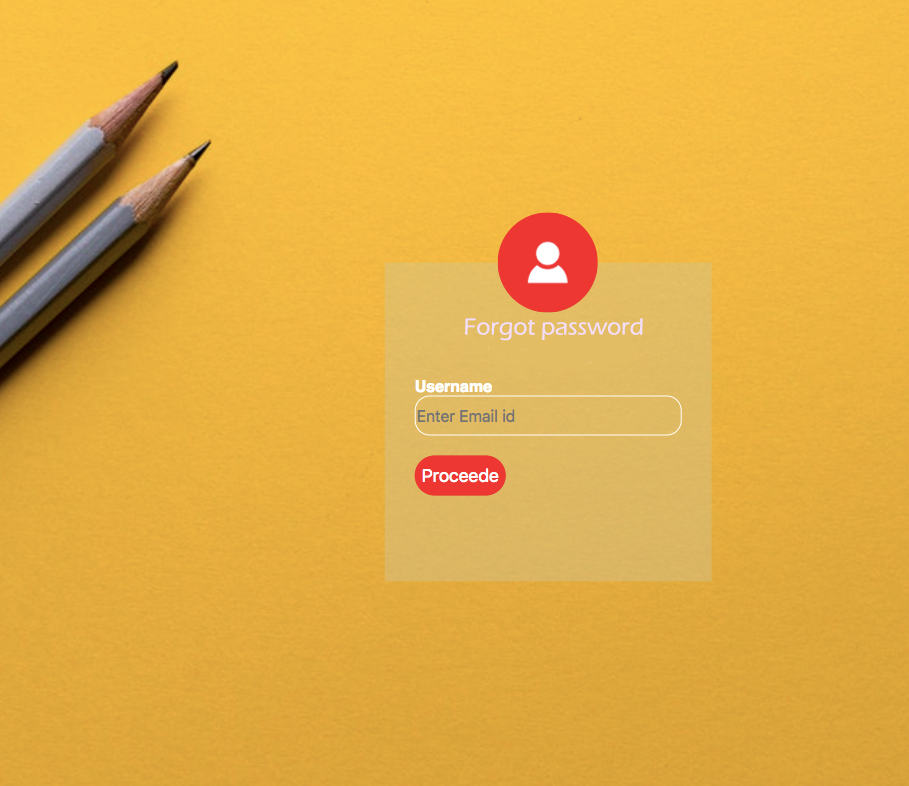 Forgot password
Username
Enter Email id
Proceede